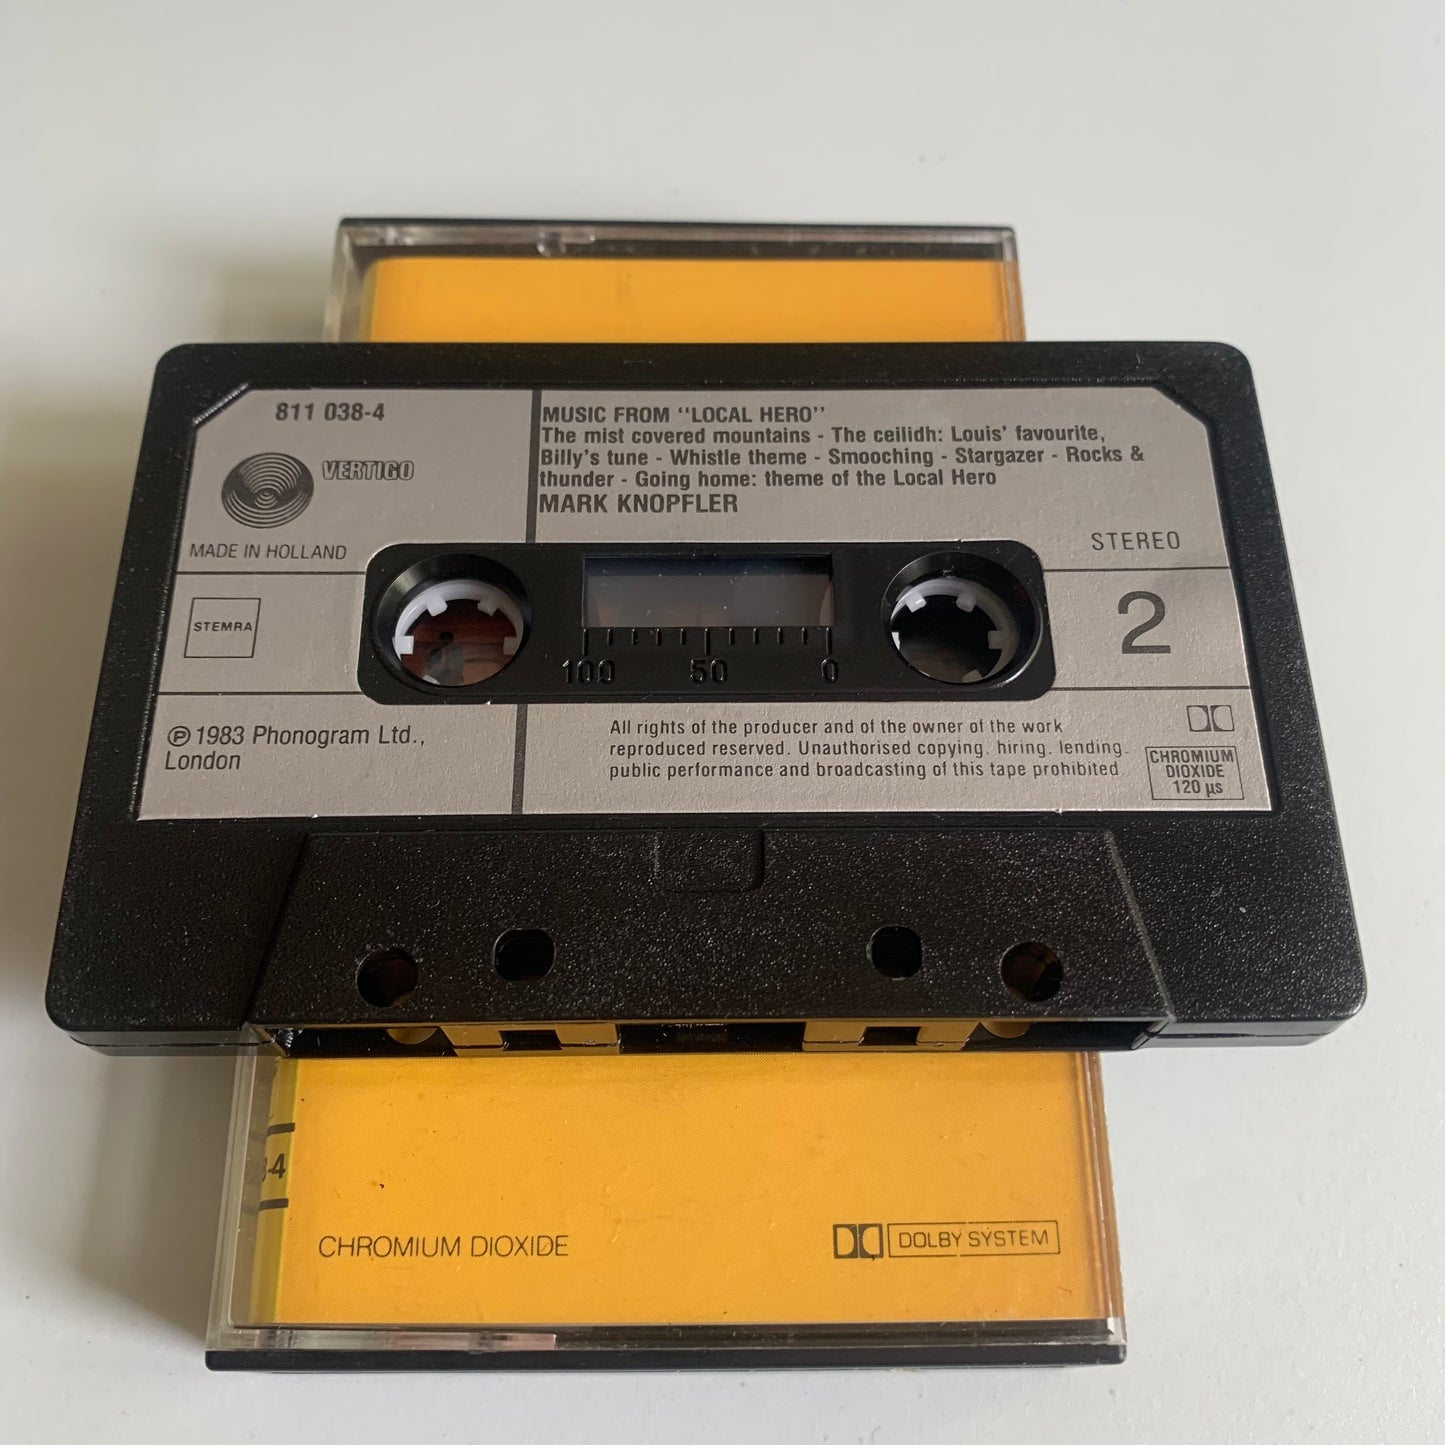 811 038-4
VERTIGO
MADE IN HOLLAND
MUSIC FROM "LOCAL HERO"
The mist covered mountains - The ceilidh: Louis' favourite,
Billy's tune - Whistle theme - Smooching - Stargazer - Rocks &
thunder - Going home: theme of the Local Hero
MARK KNOPFLER
STEREO
STEMRA
100 50 0
2
℗ 1983 Phonogram Ltd.,
London
All rights of the producer and of the owner of the work
reproduced reserved. Unauthorised copying, hiring, lending,
public performance and broadcasting of this tape prohibited.
CHROMIUM
DIOXIDE
120 µs
-4
CHROMIUM DIOXIDE
DOLBY SYSTEM